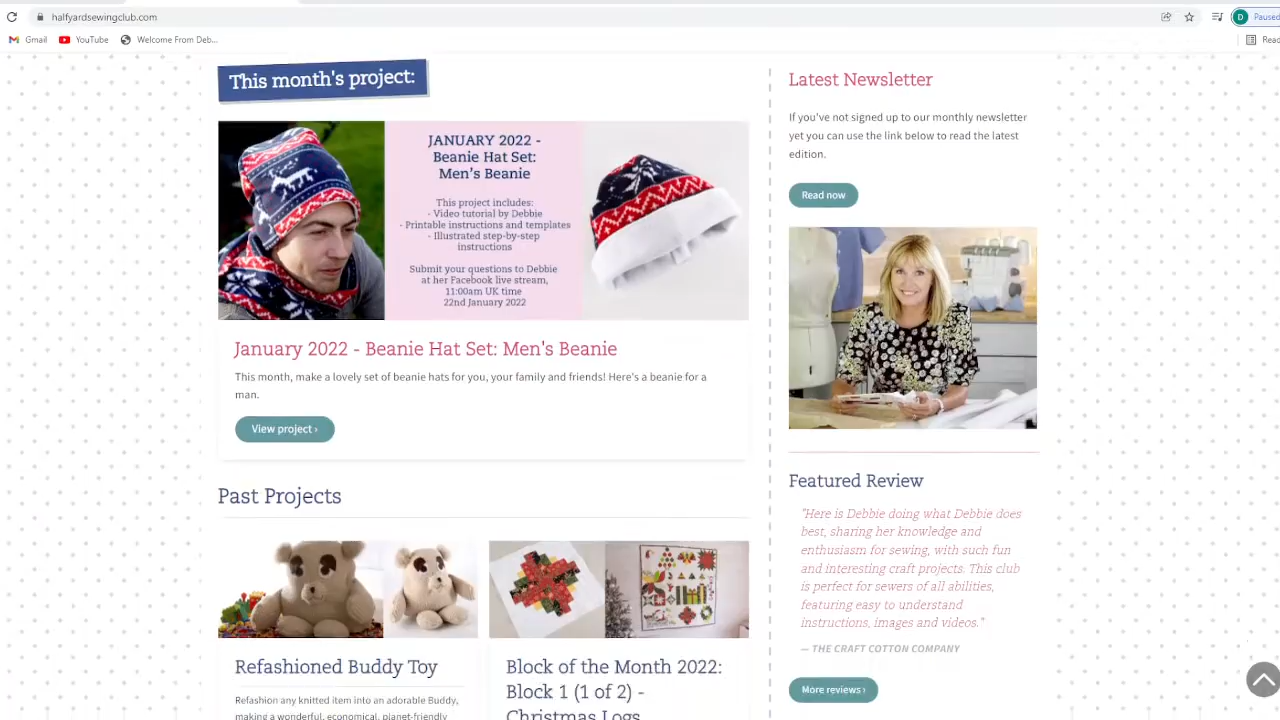 halfyardsewingclub.com
Paused
Gmail
YouTube
Welcome From Deb...
This month's project:
JANUARY 2022 -
Beanie Hat Set:
Men's Beanie
This project includes:
- Video tutorial by Debbie
- Printable instructions and templates
- Illustrated step-by-step
instructions
Submit your questions to Debbie
at her Facebook live stream,
11:00am UK time
22nd January 2022
January 2022 - Beanie Hat Set: Men's Beanie
This month, make a lovely set of beanie hats for you, your family and friends! Here's a beanie for a
man.
View project ›
Past Projects
Refashioned Buddy Toy
Refashion any knitted item into an adorable Buddy,
making a wonderful, economical, planet-friendly
Block of the Month 2022:
Block 1 (1 of 2) -
Christmas Logs
Latest Newsletter
If you've not signed up to our monthly newsletter
yet you can use the link below to read the latest
edition.
Read now
Featured Review
"Here is Debbie doing what Debbie does
best, sharing her knowledge and
enthusiasm for sewing, with such fun
and interesting craft projects. This club
is perfect for sewers of all abilities,
featuring easy to understand
instructions, images and videos."
— THE CRAFT COTTON COMPANY
More reviews ›